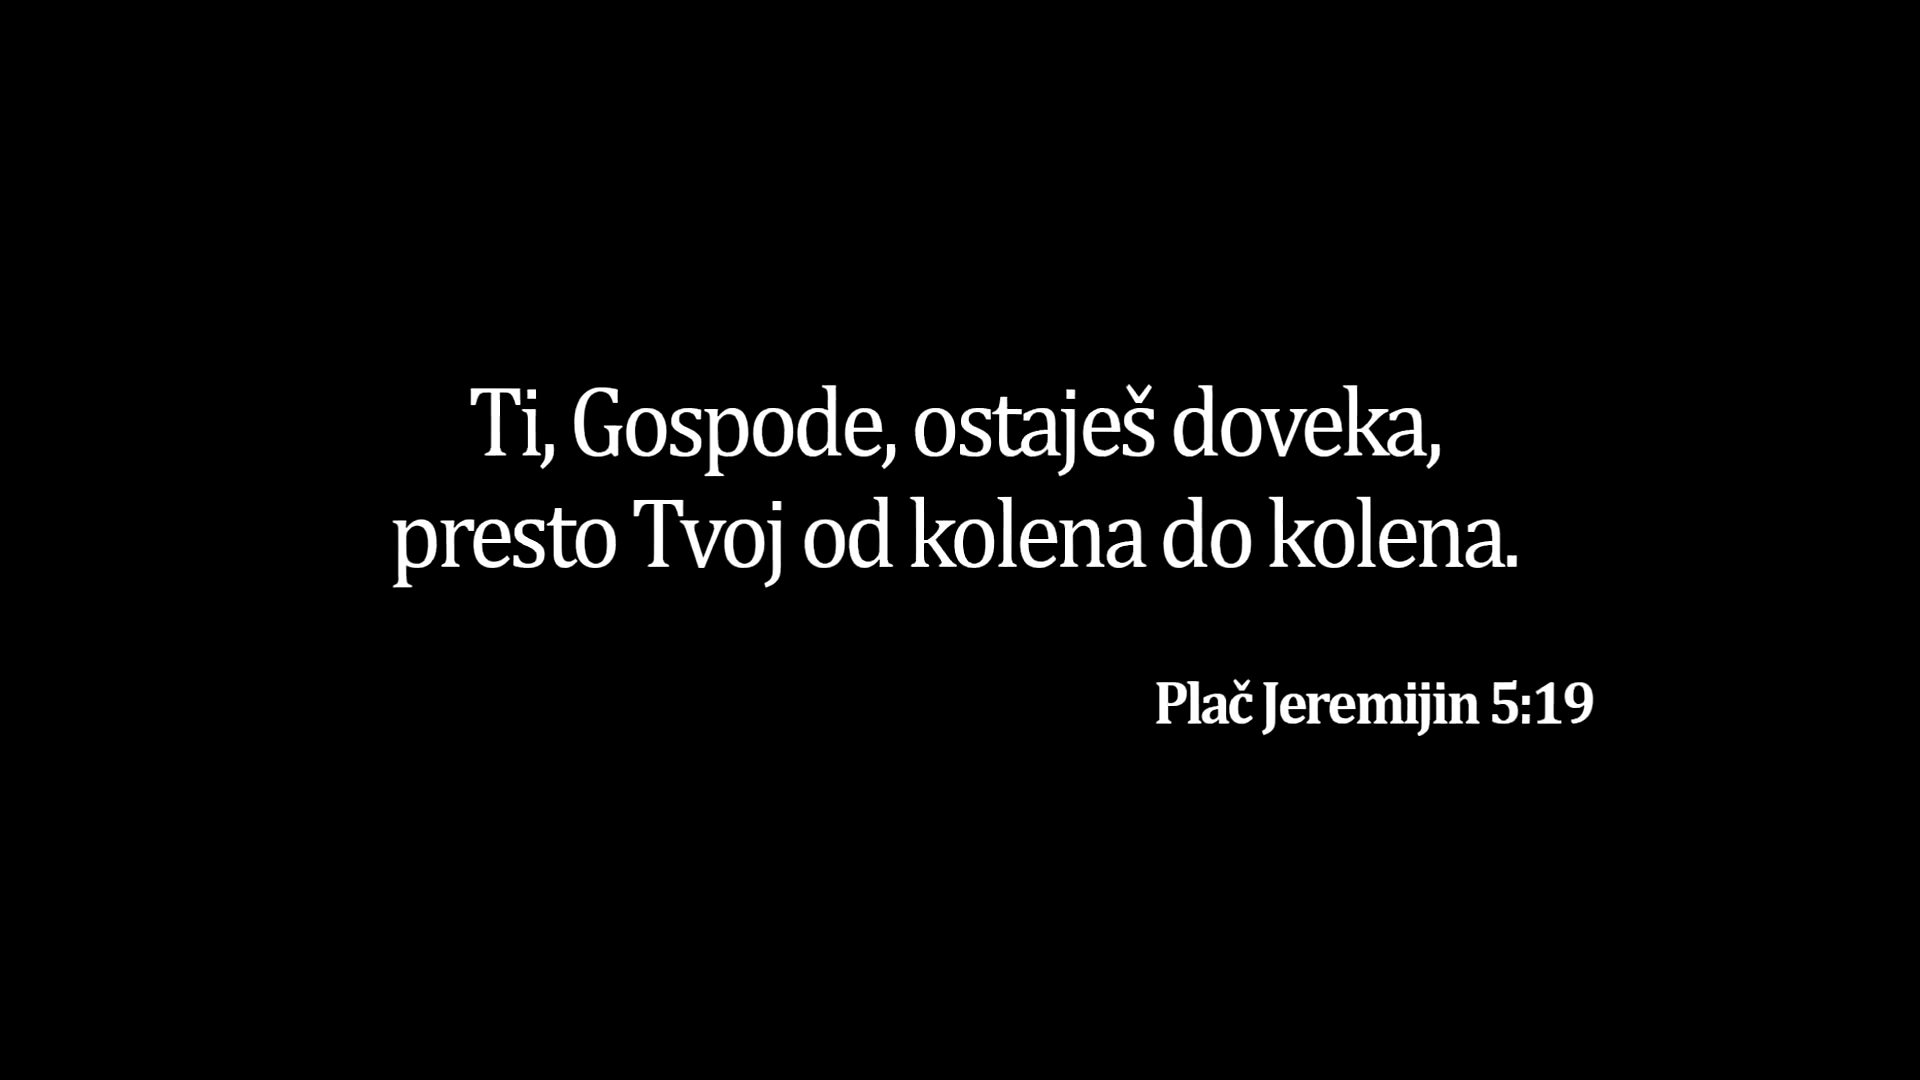 Ti, Gospode, ostaješ doveka,
presto Tvoj od kolena do kolena.
Plač Jeremijin 5:19